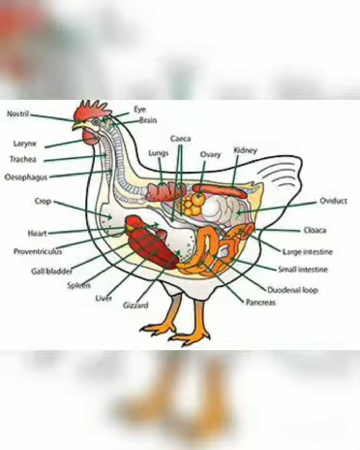 Nostril
Eye
Brain
Larynx
Trachea
Oesophagus
Caeca
Lungs
Ovary
Kidney
Crop
Oviduct
Heart
Cloaca
Proventriculus
Large intestine
Gall bladder
Small intestine
Spleen
Duodenal loop
Liver
Gizzard
Pancreas